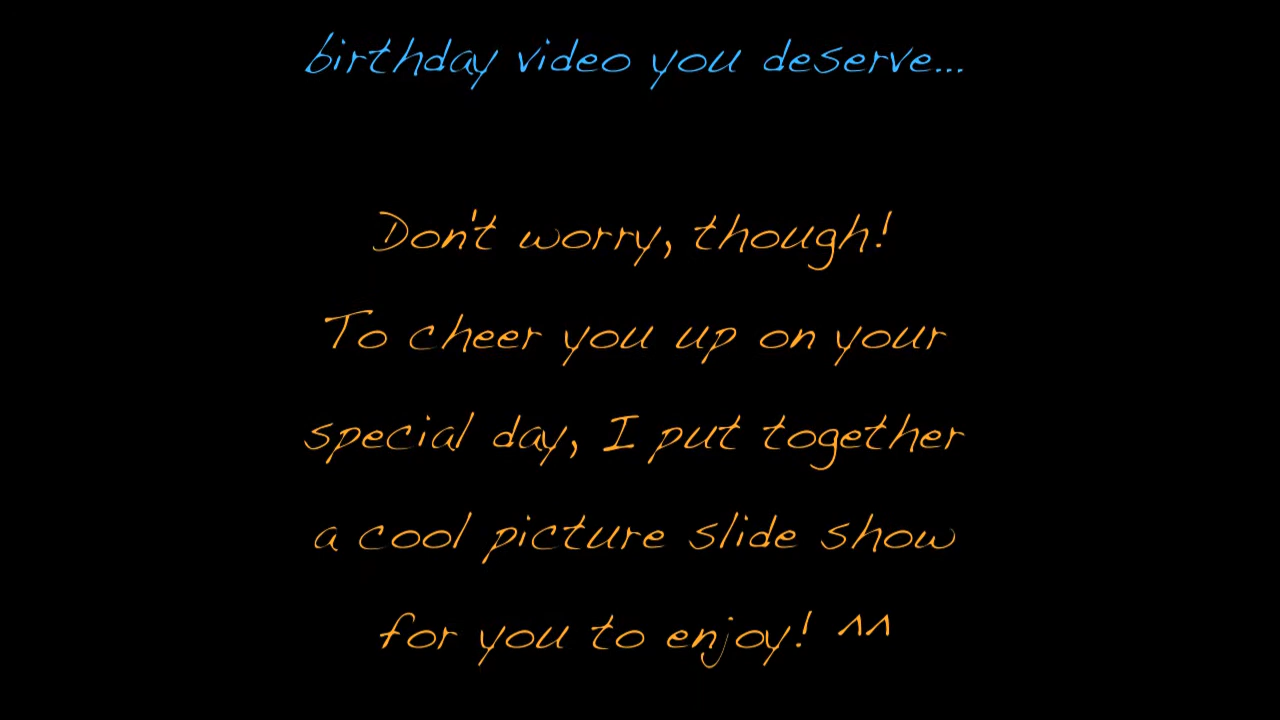 birthday video you deserve...
Don't worry, though!
To cheer you up on your
special day, I put together
a cool picture slide show
for you to enjoy! ^^